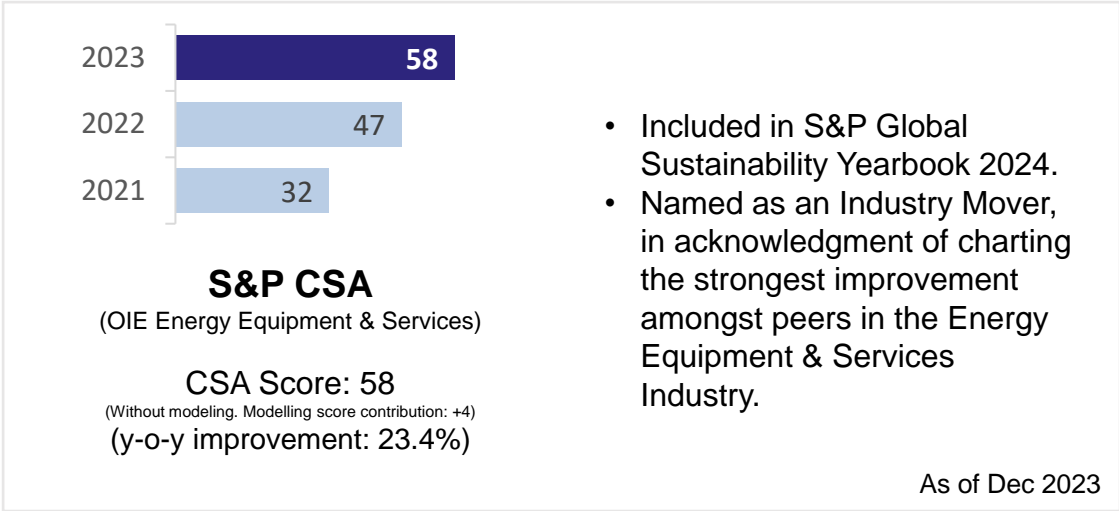 2023
58
2022
47
2021
32
S&P CSA
(OIE Energy Equipment & Services)
CSA Score: 58
(Without modeling. Modelling score contribution: +4)
(y-o-y improvement: 23.4%)
• Included in S&P Global
Sustainability Yearbook 2024.
• Named as an Industry Mover,
in acknowledgment of charting
the strongest improvement
amongst peers in the Energy
Equipment & Services
Industry.
As of Dec 2023